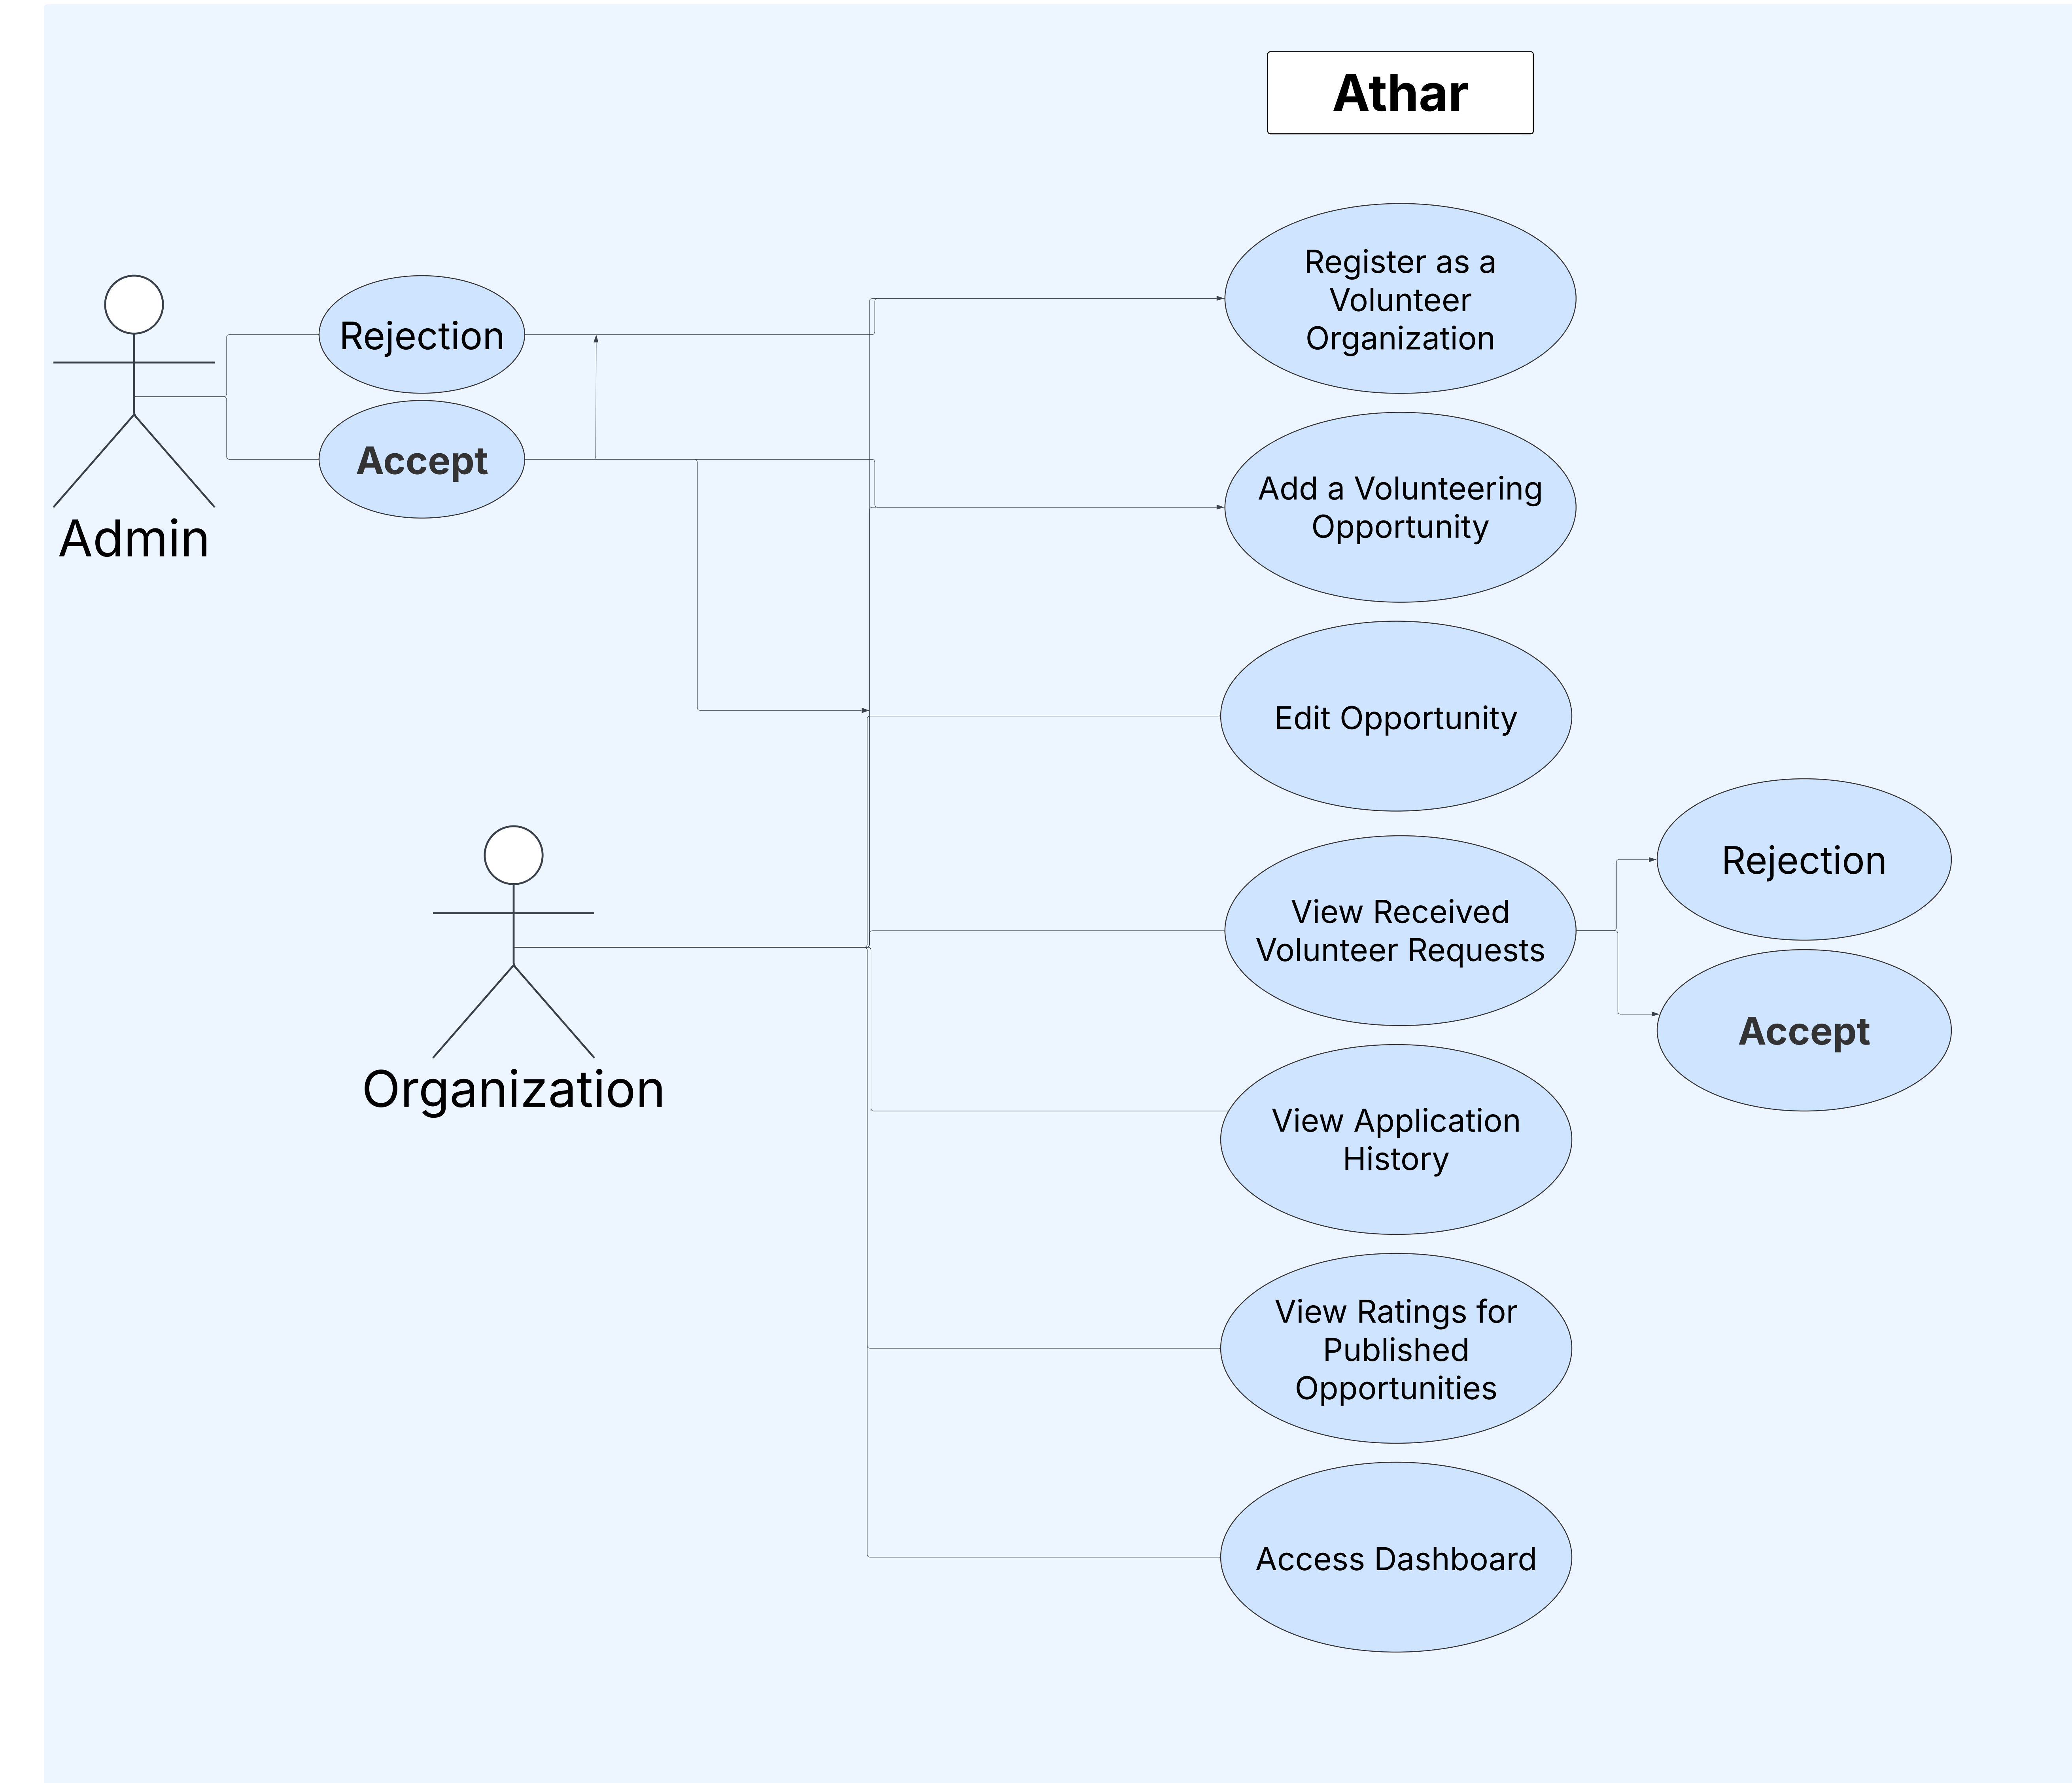 Athar
Register as a
Volunteer
Organization
Rejection
Accept
Admin
Add a Volunteering
Opportunity
Edit Opportunity
View Received
Volunteer Requests
Rejection
Accept
Organization
View Application
History
View Ratings for
Published
Opportunities
Access Dashboard